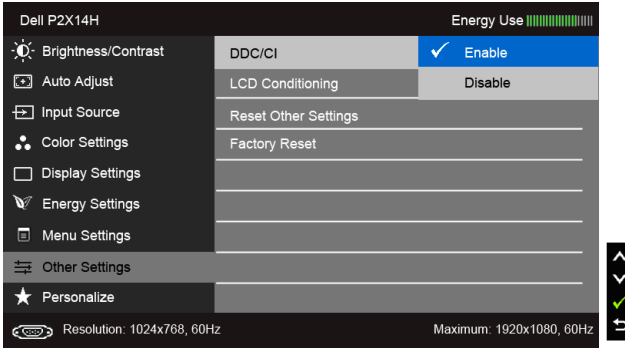 Dell P2X14H Energy Use
Brightness/Contrast DDC/CI Enable
Auto Adjust LCD Conditioning Disable
Input Source Reset Other Settings
Color Settings Factory Reset
Display Settings
Energy Settings
Menu Settings
Other Settings
Personalize
Resolution: 1024x768, 60Hz Maximum: 1920x1080, 60Hz